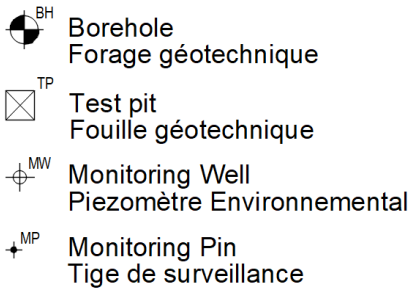 BH
Borehole
Forage géotechnique
TP
Test pit
Fouille géotechnique
MW
Monitoring Well
Piezomètre Environnemental
MP
Monitoring Pin
Tige de surveillance